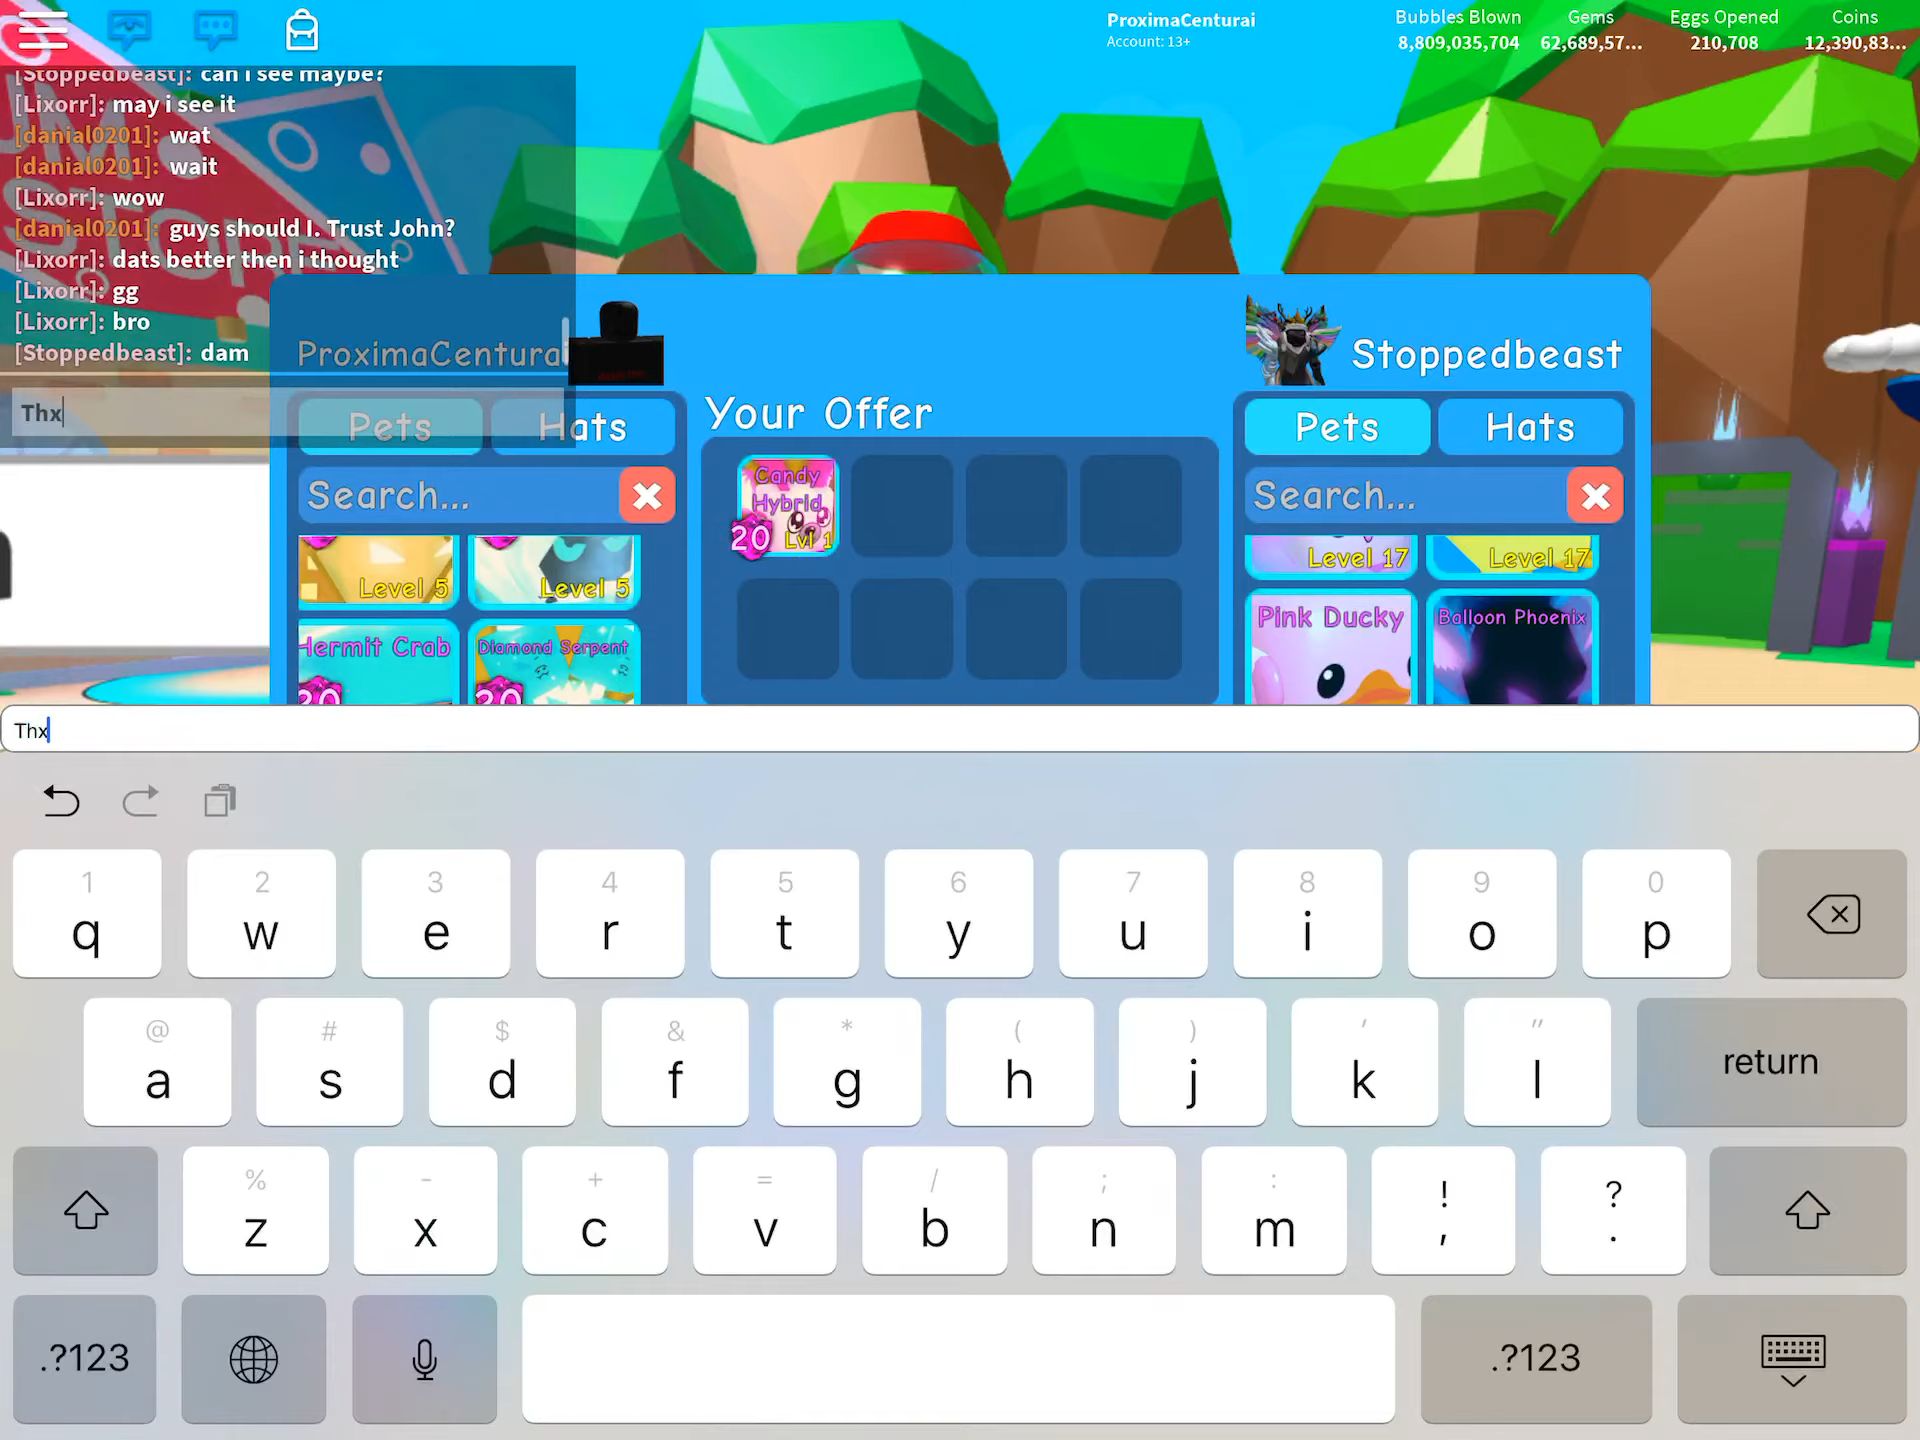 ProximaCenturai
Account: 13+
Bubbles Blown
8,809,035,704
Gems
62,689,57...
Eggs Opened
210,708
Coins
12,390,83...
[Stoppedbeast]: can i see maybe?
[Lixorr]: may i see it
[danial0201]: wat
[danial0201]: wait
[Lixorr]: wow
[danial0201]: guys should I. Trust John?
[Lixorr]: dats better then i thought
[Lixorr]: gg
[Lixorr]: bro
[Stoppedbeast]: dam
Thx
ProximaCenturai
Pets
Hats
Search...
Level 5
Level 5
Hermit Crab
20
Diamond Serpent
20
Your Offer
Candy
Hybrid
20
Lvl 1
Stoppedbeast
Pets
Hats
Search...
Level 17
Level 17
Pink Ducky
Balloon Phoenix
Thx
1 2 3 4 5 6 7 8 9 0
q w e r t y u i o p
@ # $ & * ( ) ' "
a s d f g h j k l return
% - + = / ; : ! ?
z x c v b n m , .
.?123 .?123